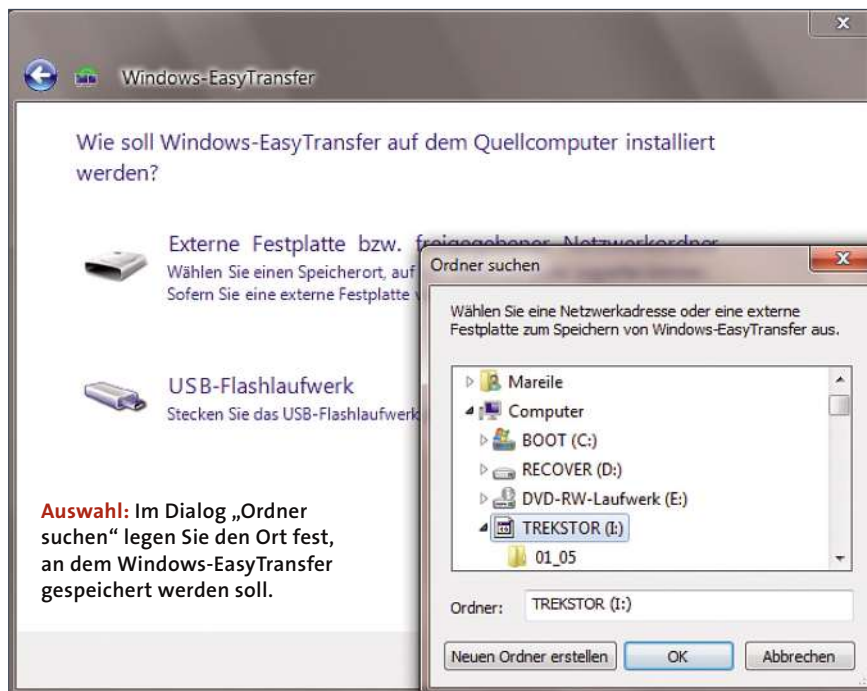 Windows-EasyTransfer
Wie soll Windows-EasyTransfer auf dem Quellcomputer installiert
werden?
Externe Festplatte bzw. freigegebener Netzwerkordner
Wählen Sie einen Speicherort, auf
Sofern Sie eine externe Festplatte
USB-Flashlaufwerk
Stecken Sie das USB-Flashlaufwerk
Auswahl: Im Dialog „Ordner
suchen“ legen Sie den Ort fest,
an dem Windows-EasyTransfer
gespeichert werden soll.
Ordner suchen
Wählen Sie eine Netzwerkadresse oder eine externe
Festplatte zum Speichern von Windows-EasyTransfer aus.
Mareile
Computer
BOOT (C:)
RECOVER (D:)
DVD-RW-Laufwerk (E:)
TREKSTOR (I:)
01_05
Ordner: TREKSTOR (I:)
Neuen Ordner erstellen OK Abbrechen